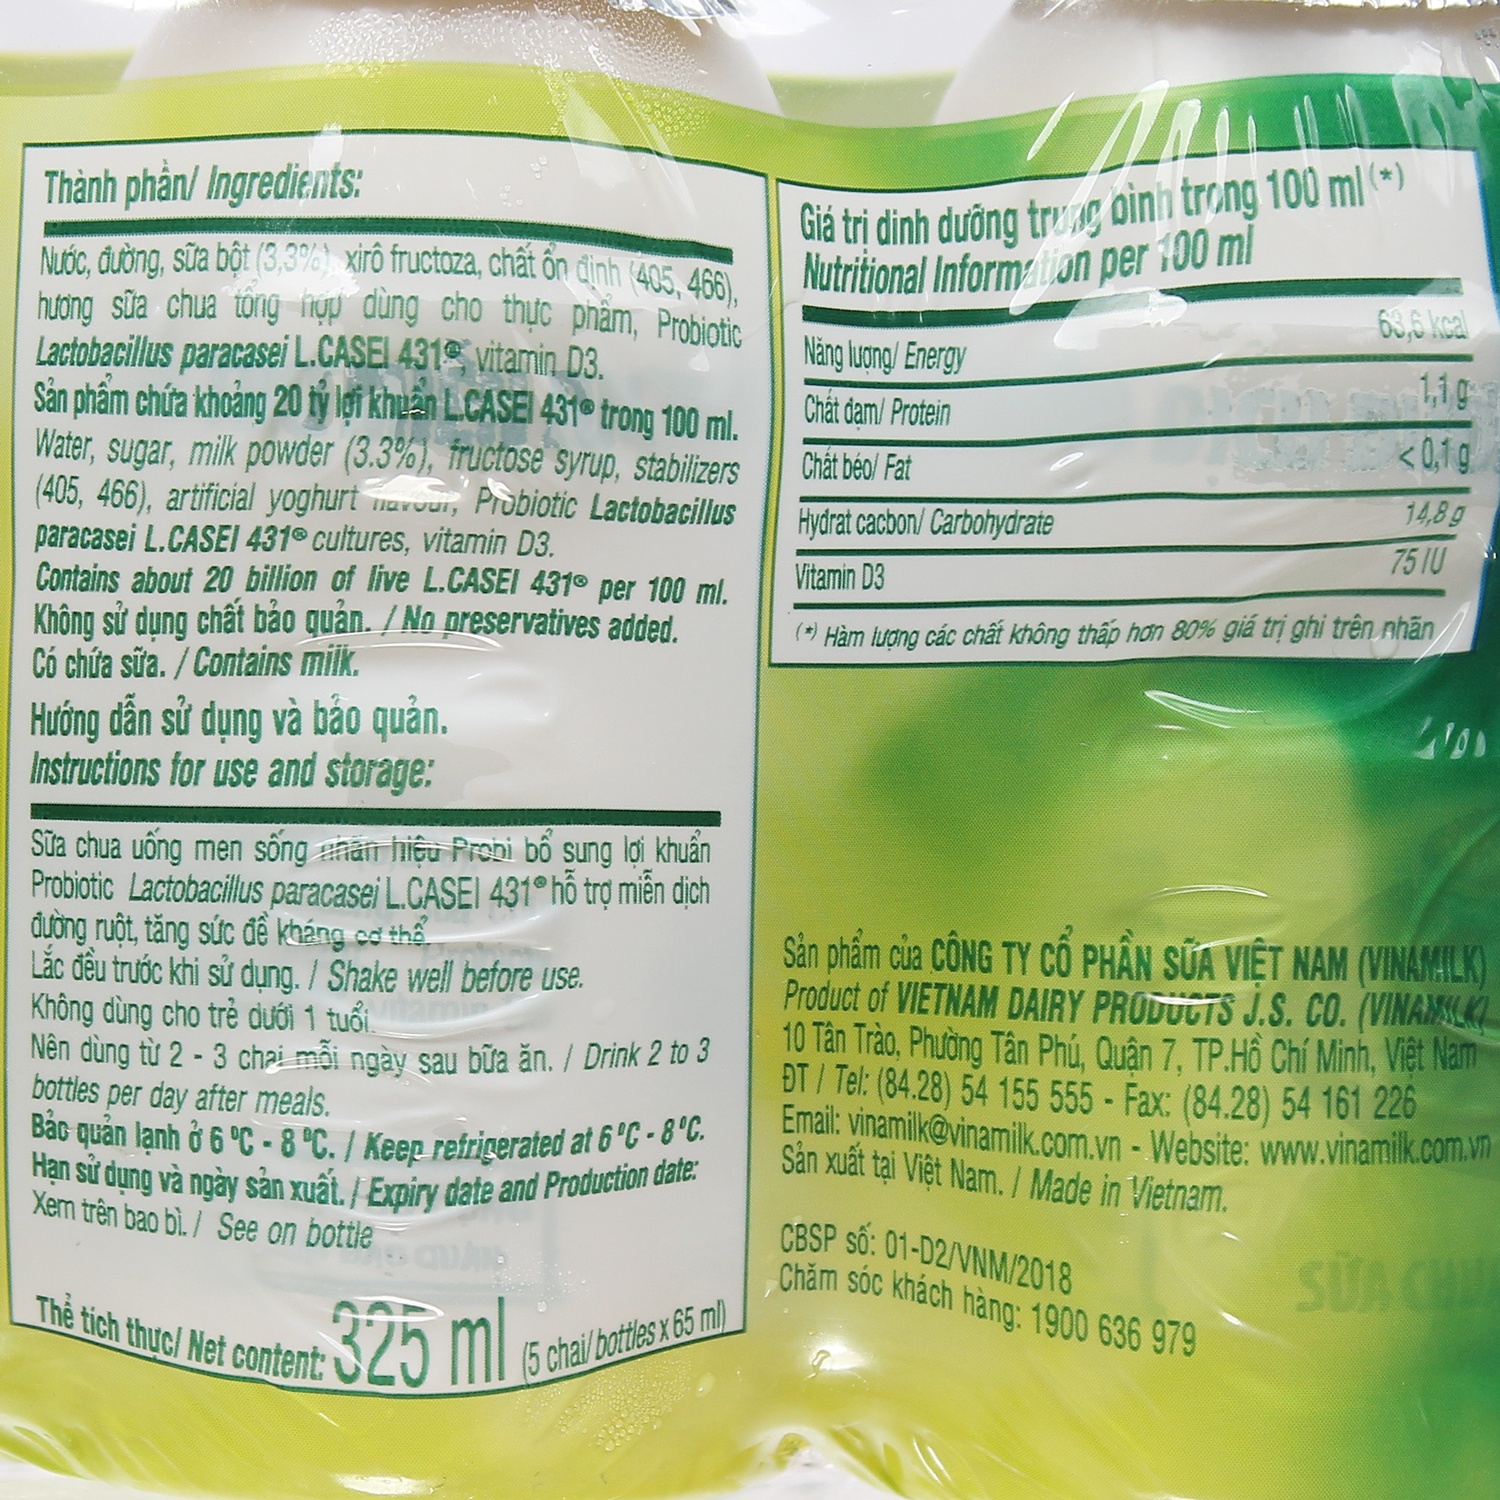 Thành phần/ Ingredients:
Nước, đường, sữa bột (3,3%), xirô fructoza, chất ổn định (405, 466),
hương sữa chua tổng hợp dùng cho thực phẩm, Probiotic
Lactobacillus paracasei L.CASEI 431®, vitamin D3.
Sản phẩm chứa khoảng 20 tỷ lợi khuẩn L.CASEI 431® trong 100 ml.
Water, sugar, milk powder (3.3%), fructose syrup, stabilizers
(405, 466), artificial yoghurt flavour, Probiotic Lactobacillus
paracasei L.CASEI 431® cultures, vitamin D3.
Contains about 20 billion of live L.CASEI 431® per 100 ml.
Không sử dụng chất bảo quản. / No preservatives added.
Có chứa sữa. / Contains milk.
Hướng dẫn sử dụng và bảo quản.
Instructions for use and storage:
Sữa chua uống men sống nhãn hiệu Probi bổ sung lợi khuẩn
Probiotic Lactobacillus paracasei L.CASEI 431® hỗ trợ miễn dịch
đường ruột, tăng sức đề kháng cơ thể.
Lắc đều trước khi sử dụng. / Shake well before use.
Không dùng cho trẻ dưới 1 tuổi.
Nên dùng từ 2 - 3 chai mỗi ngày sau bữa ăn. / Drink 2 to 3
bottles per day after meals.
Bảo quản lạnh ở 6 ºC - 8 ºC. / Keep refrigerated at 6 ºC - 8 ºC.
Hạn sử dụng và ngày sản xuất. / Expiry date and Production date:
Xem trên bao bì. / See on bottle
Thể tích thực/ Net content: 325 ml (5 chai/ bottles x 65 ml)
Giá trị dinh dưỡng trung bình trong 100 ml (*)
Nutritional Information per 100 ml
Năng lượng/ Energy 63,6 kcal
Chất đạm/ Protein 1,1 g
Chất béo/ Fat < 0,1 g
Hyđrat cacbon/ Carbohydrate 14,8 g
Vitamin D3 75 IU
(*) Hàm lượng các chất không thấp hơn 80% giá trị ghi trên nhãn
Sản phẩm của CÔNG TY CỔ PHẦN SỮA VIỆT NAM (VINAMILK)
Product of VIETNAM DAIRY PRODUCTS J.S. CO. (VINAMILK)
10 Tân Trào, Phường Tân Phú, Quận 7, TP.Hồ Chí Minh, Việt Nam
ĐT / Tel: (84.28) 54 155 555 - Fax: (84.28) 54 161 226
Email: vinamilk@vinamilk.com.vn - Website: www.vinamilk.com.vn
Sản xuất tại Việt Nam. / Made in Vietnam.
CBSP số: 01-D2/VNM/2018
Chăm sóc khách hàng: 1900 636 979